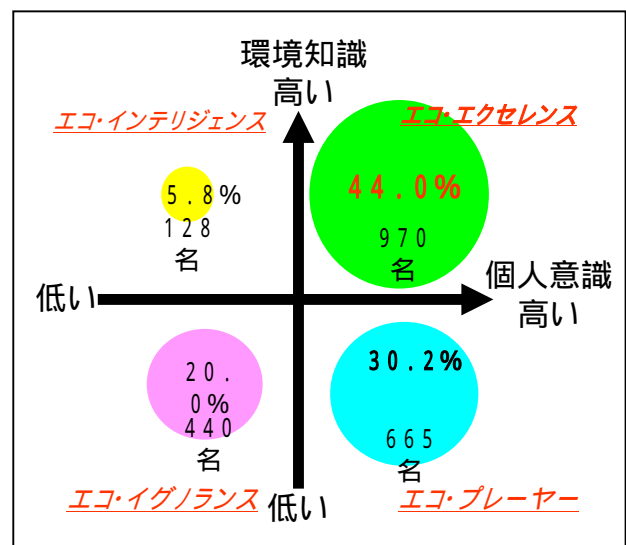 環境知識
高い
エコ・インテリジェンス
エコ・エクセレンス
5.8%
128
名
44.0%
970
名
低い
個人意識
高い
20.
0%
440
名
30.2%
665
名
エコ・イグノランス
低い
エコ・プレーヤー